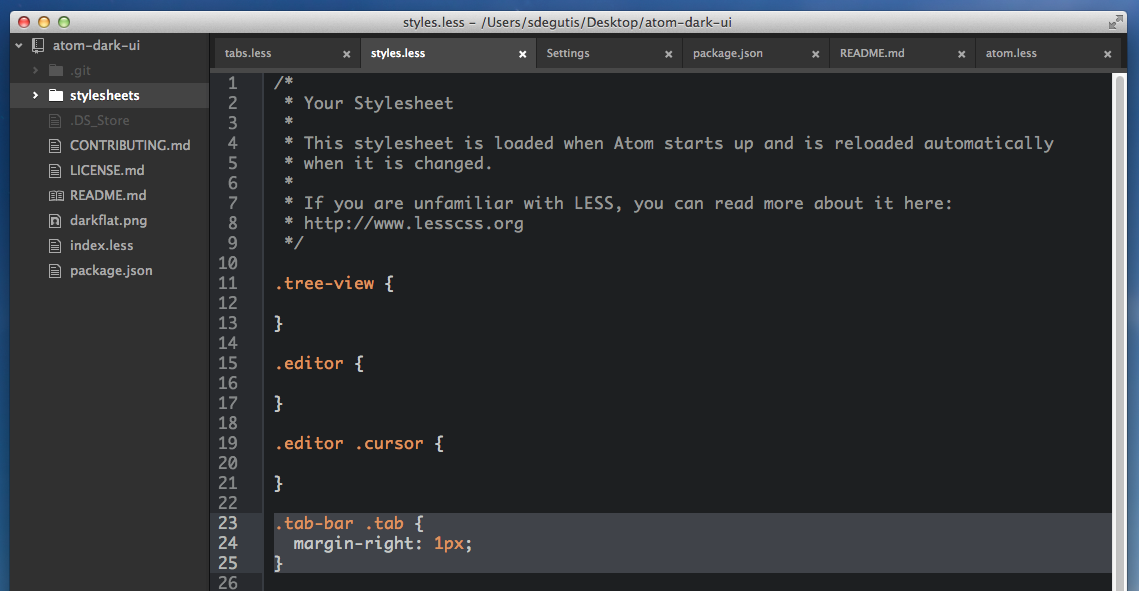 styles.less – /Users/sdegutis/Desktop/atom-dark-ui
atom-dark-ui
.git
stylesheets
.DS_Store
CONTRIBUTING.md
LICENSE.md
README.md
darkflat.png
index.less
package.json
tabs.less
styles.less
Settings
package.json
README.md
atom.less
1 /*
2  * Your Stylesheet
3  *
4  * This stylesheet is loaded when Atom starts up and is reloaded automatically
5  * when it is changed.
6  *
7  * If you are unfamiliar with LESS, you can read more about it here:
8  * http://www.lesscss.org
9  */
10
11 .tree-view {
12
13 }
14
15 .editor {
16
17 }
18
19 .editor .cursor {
20
21 }
22
23 .tab-bar .tab {
24   margin-right: 1px;
25 }
26